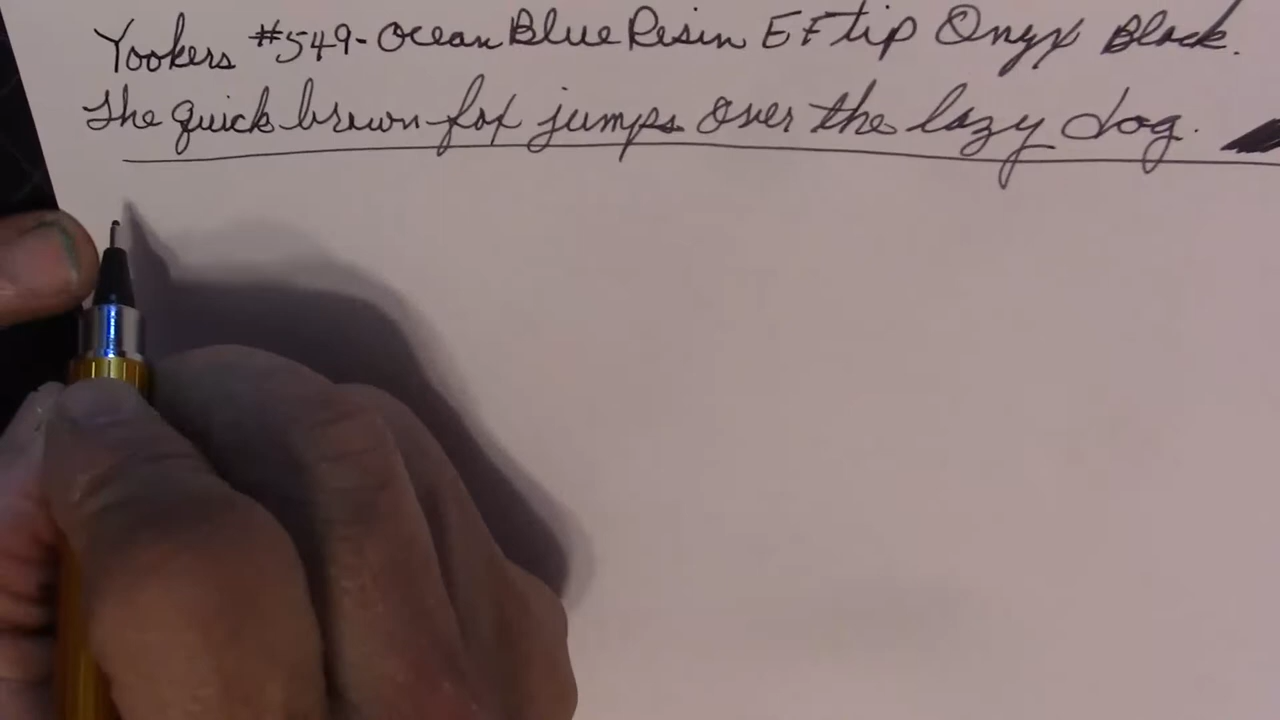 Yookers #549-Ocean Blue Resin EF tip Onyx Black.
The quick brown fox jumps over the lazy dog.